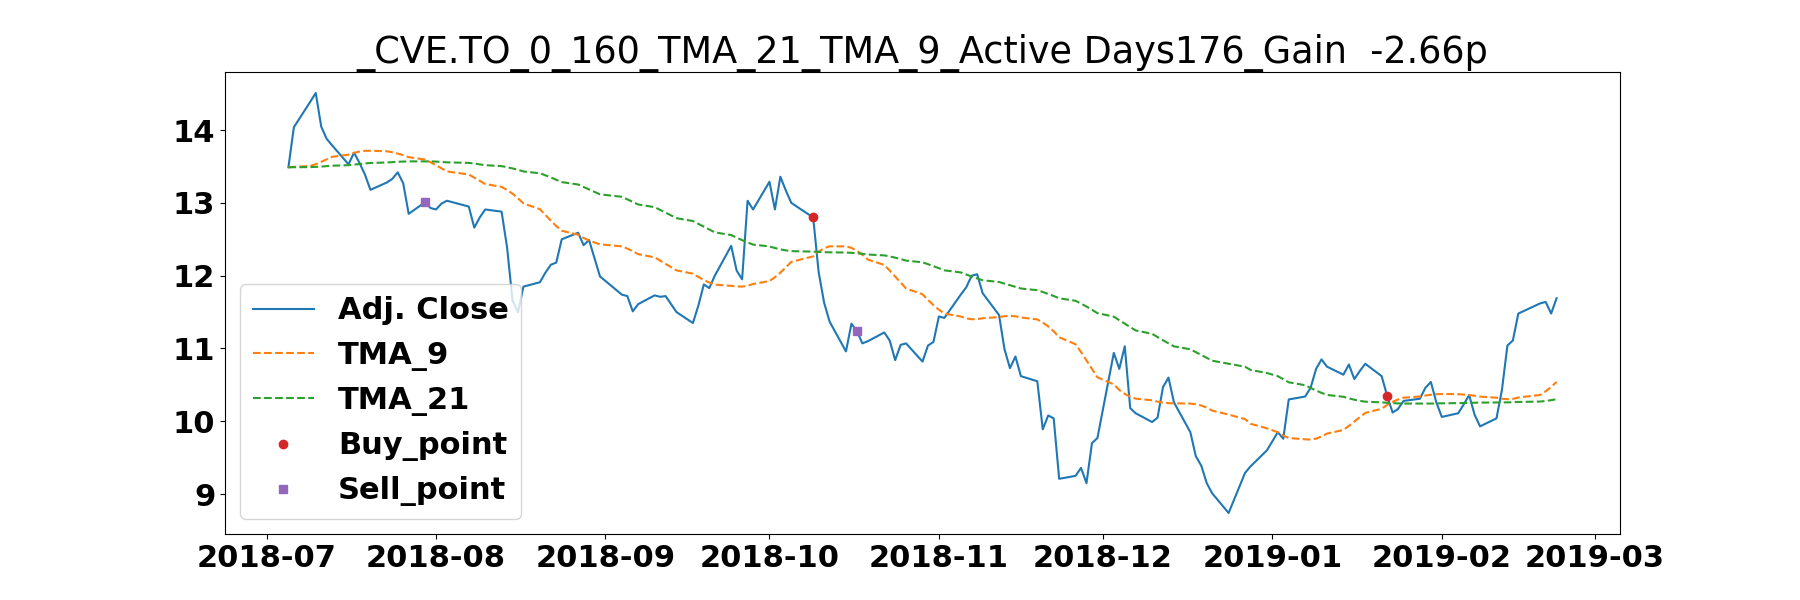 _CVE.TO_0_160_TMA_21_TMA_9_Active Days176_Gain  -2.66p
14
13
12
11
10
9
Adj. Close
TMA_9
TMA_21
Buy_point
Sell_point
2018-07 2018-08 2018-09 2018-10 2018-11 2018-12 2019-01 2019-02 2019-03